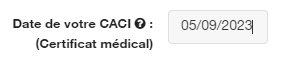 Date de votre CACI ? : 05/09/2023
(Certificat médical)